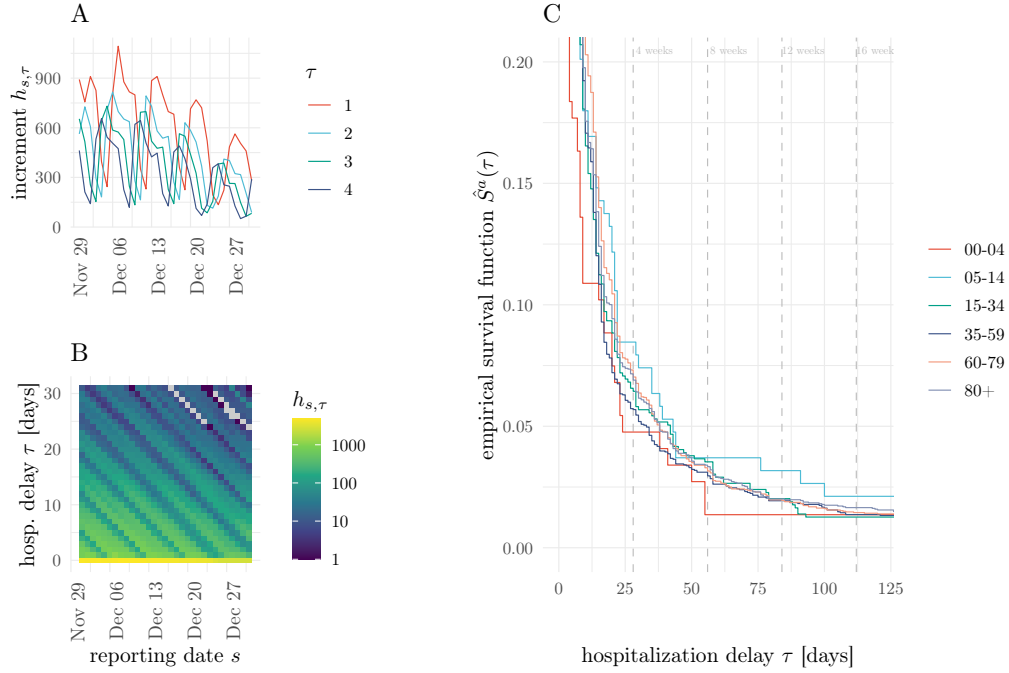 A
increment h_{s,τ}
900
600
300
0
Nov 29
Dec 06
Dec 13
Dec 20
Dec 27
τ
1
2
3
4
B
hosp. delay τ [days]
30
20
10
0
Nov 29
Dec 06
Dec 13
Dec 20
Dec 27
reporting date s
h_{s,τ}
1000
100
10
1
C
empirical survival function Ŝ^a(τ)
0.20
0.15
0.10
0.05
0.00
4 weeks
8 weeks
12 weeks
16 week
0
25
50
75
100
125
hospitalization delay τ [days]
00-04
05-14
15-34
35-59
60-79
80+